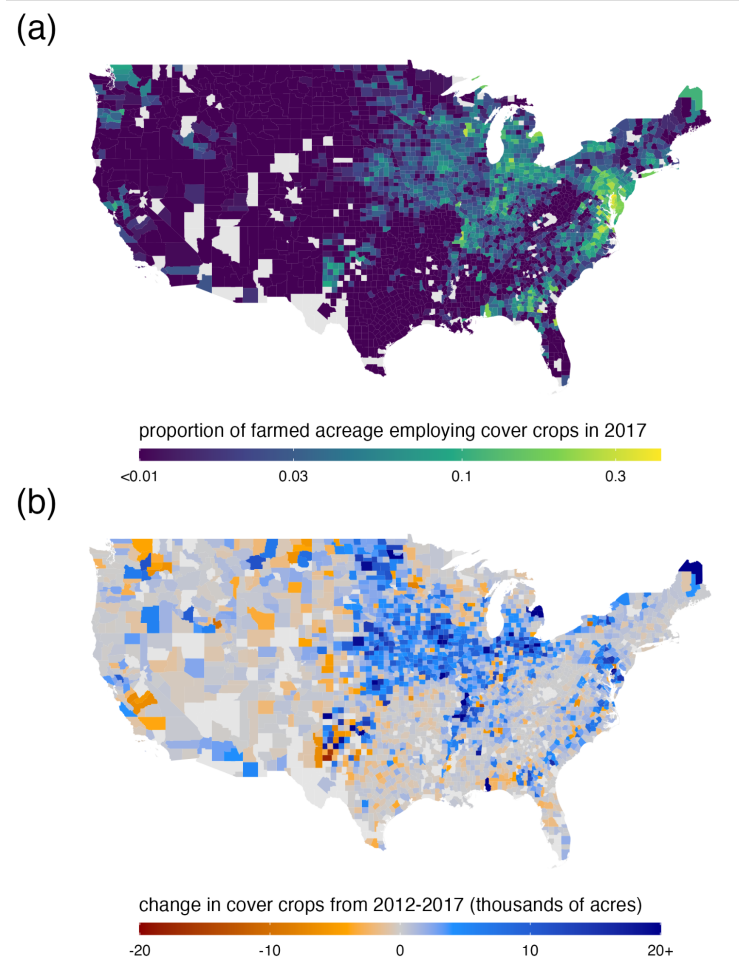 (a)
proportion of farmed acreage employing cover crops in 2017
<0.01 0.03 0.1 0.3
(b)
change in cover crops from 2012-2017 (thousands of acres)
-20 -10 0 10 20+